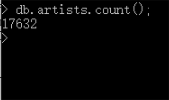 > db.artists.count();
17632
>